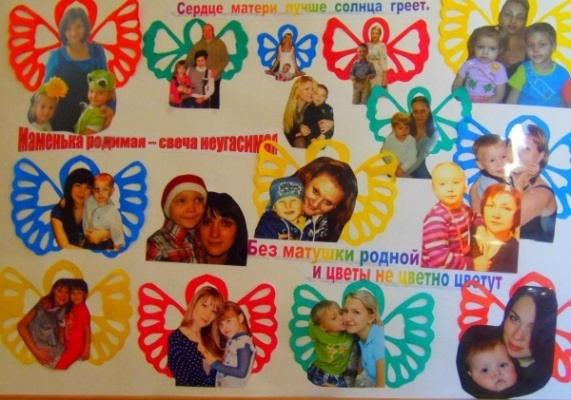 Сердце матери лучше солнца греет.
Маменька родимая – свеча неугасимая
Без матушки родной
и цветы не цветно цветут